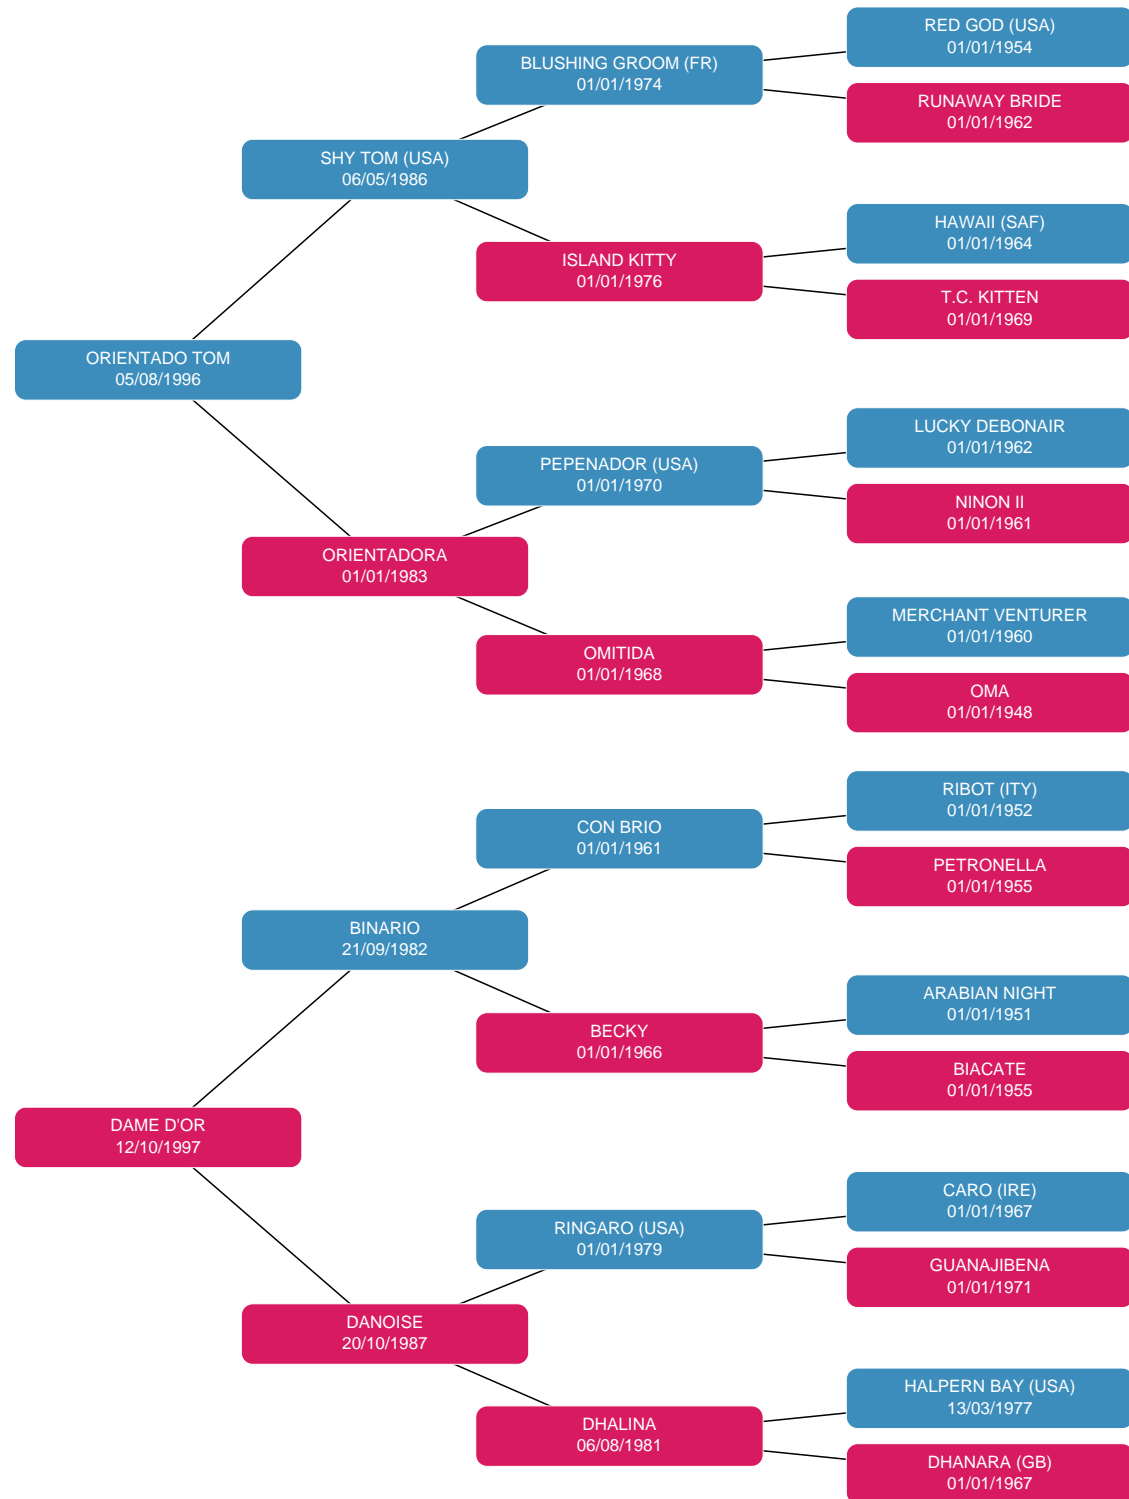 RED GOD (USA)
01/01/1954
BLUSHING GROOM (FR)
01/01/1974
RUNAWAY BRIDE
01/01/1962
SHY TOM (USA)
06/05/1986
HAWAII (SAF)
01/01/1964
ISLAND KITTY
01/01/1976
T.C. KITTEN
01/01/1969
ORIENTADO TOM
05/08/1996
LUCKY DEBONAIR
01/01/1962
PEPENADOR (USA)
01/01/1970
NINON II
01/01/1961
ORIENTADORA
01/01/1983
MERCHANT VENTURER
01/01/1960
OMITIDA
01/01/1968
OMA
01/01/1948
RIBOT (ITY)
01/01/1952
CON BRIO
01/01/1961
PETRONELLA
01/01/1955
BINARIO
21/09/1982
ARABIAN NIGHT
01/01/1951
BECKY
01/01/1966
BIACATE
01/01/1955
DAME D'OR
12/10/1997
CARO (IRE)
01/01/1967
RINGARO (USA)
01/01/1979
GUANAJIBENA
01/01/1971
DANOISE
20/10/1987
HALPERN BAY (USA)
13/03/1977
DHALINA
06/08/1981
DHANARA (GB)
01/01/1967